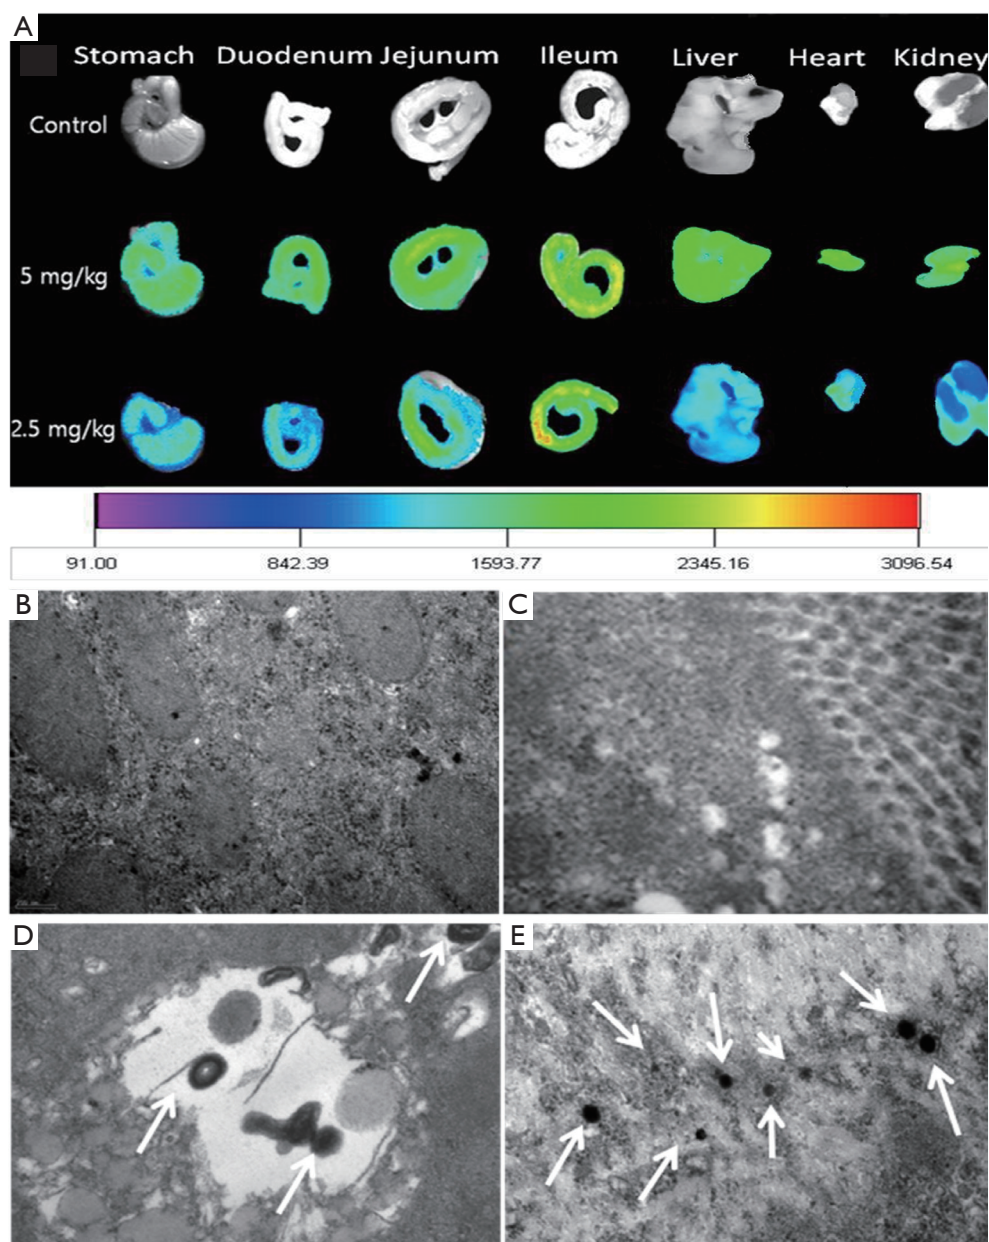 A
Stomach Duodenum Jejunum Ileum Liver Heart Kidney
Control
5 mg/kg
2.5 mg/kg
91.00 842.39 1593.77 2345.16 3096.54
B
C
D
E